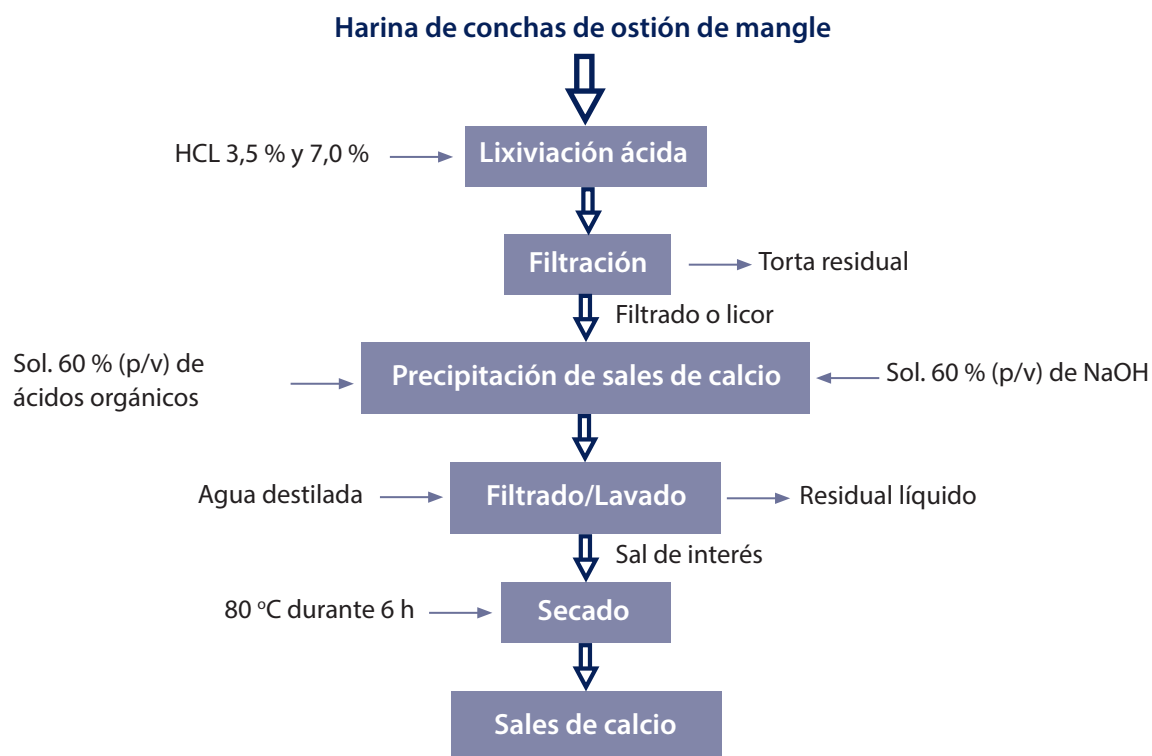 Harina de conchas de ostión de mangle
HCL 3,5 % y 7,0 %
Lixiviación ácida
Filtración
Torta residual
Filtrado o licor
Sol. 60 % (p/v) de
ácidos orgánicos
Precipitación de sales de calcio
Sol. 60 % (p/v) de NaOH
Agua destilada
Filtrado/Lavado
Residual líquido
Sal de interés
80 °C durante 6 h
Secado
Sales de calcio